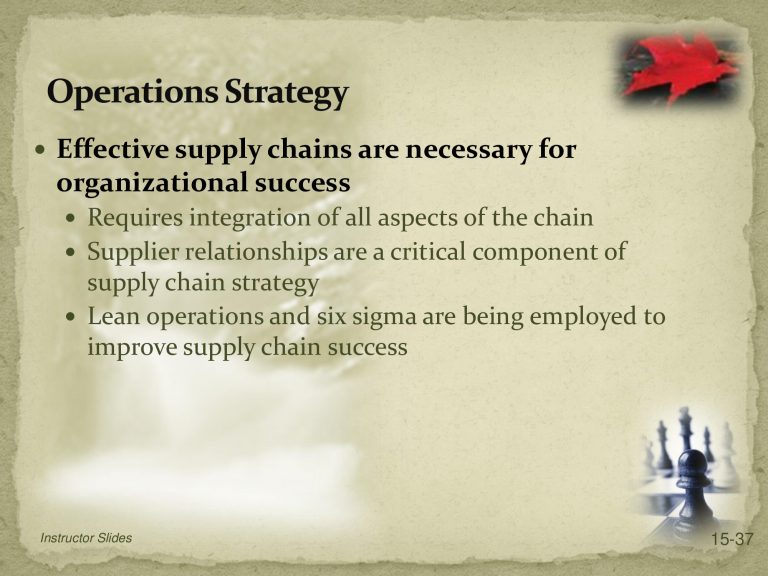 Operations Strategy
• Effective supply chains are necessary for
organizational success
• Requires integration of all aspects of the chain
• Supplier relationships are a critical component of
supply chain strategy
• Lean operations and six sigma are being employed to
improve supply chain success
Instructor Slides
15-37